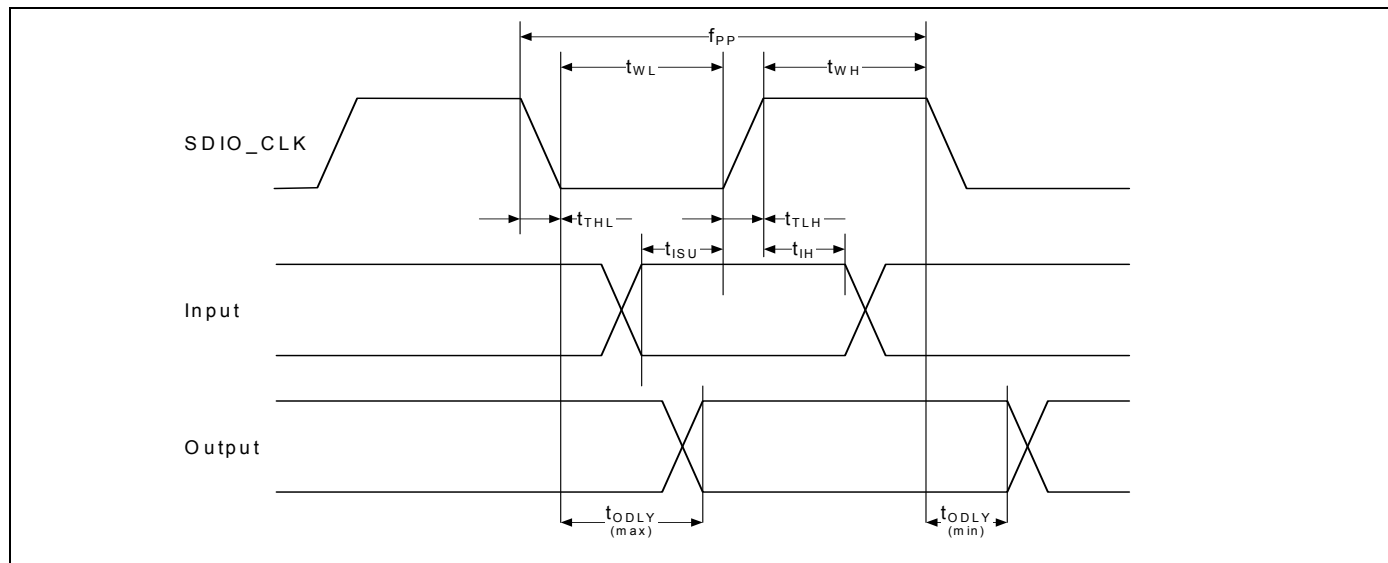 fPP
tWL tWH
SDIO_CLK
tTHL tTLH
tISU tIH
Input
Output
tODLY (max) tODLY (min)